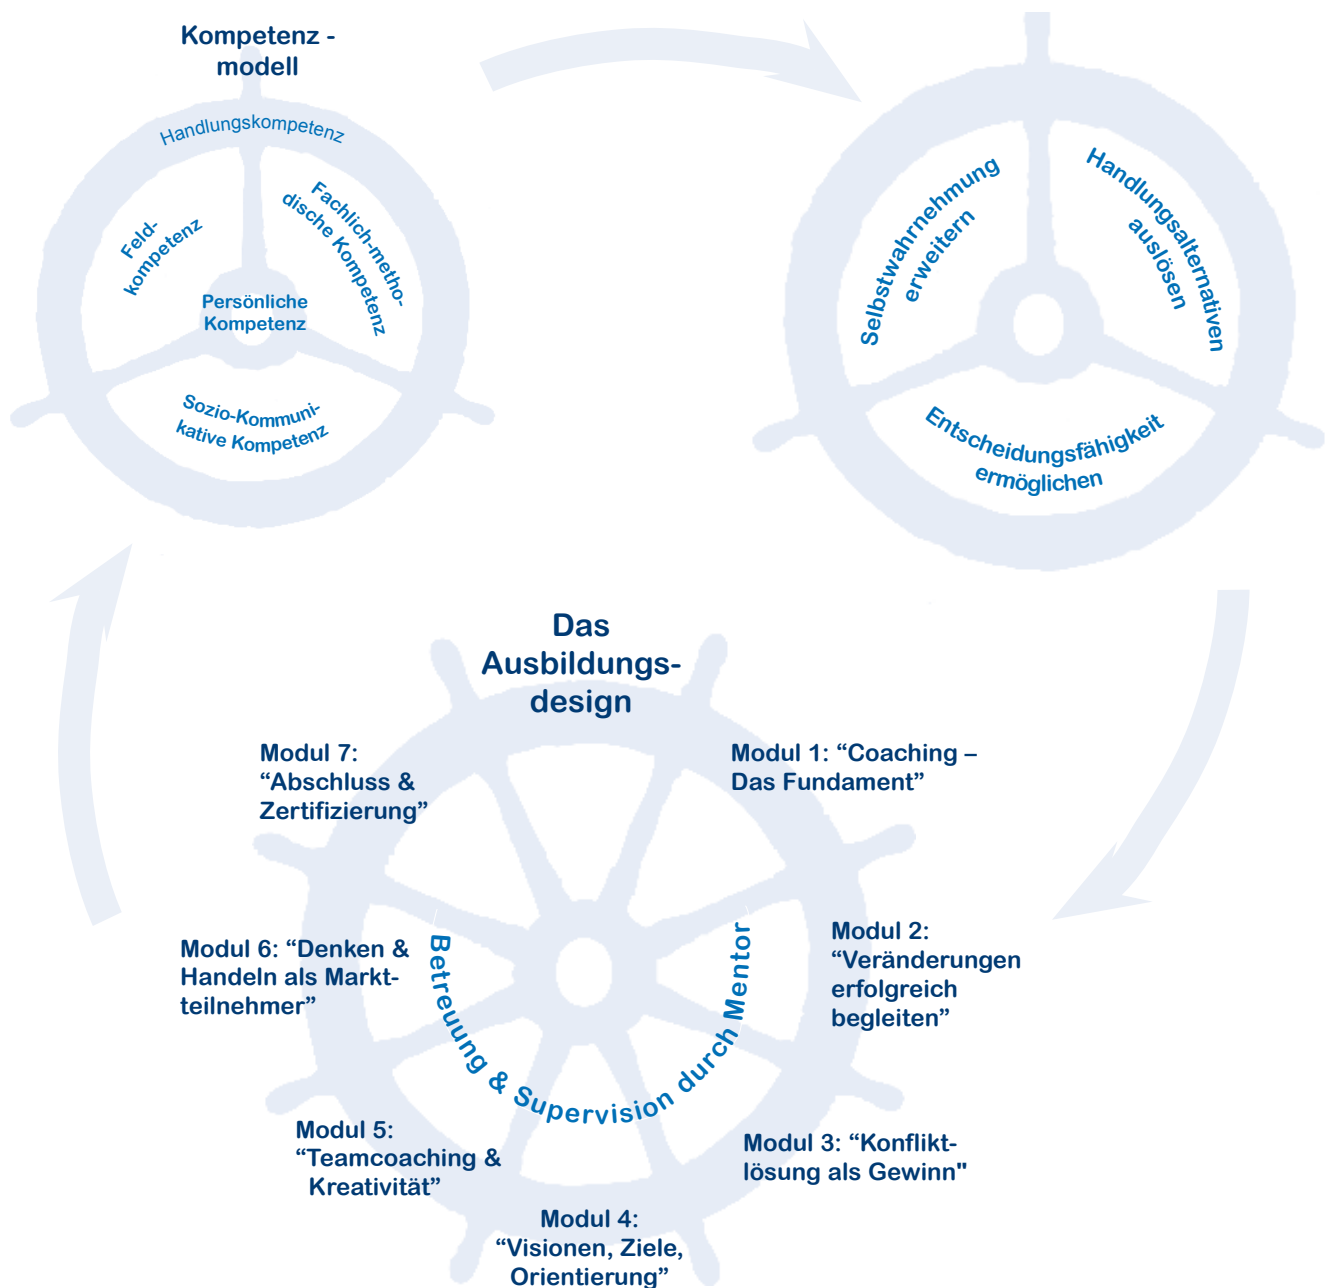 Kompetenz -
modell
Handlungskompetenz
Feld-
kompetenz
Fachlich-metho-
dische Kompetenz
Persönliche
Kompetenz
Sozio-Kommuni-
kative Kompetenz
Selbstwahrnehmung
erweitern
Handlungsalternativen
auslösen
Entscheidungsfähigkeit
ermöglichen
Das
Ausbildungs-
design
Modul 1: “Coaching –
Das Fundament”
Modul 2:
“Veränderungen
erfolgreich
begleiten”
Modul 3: “Konflikt-
lösung als Gewinn"
Modul 4:
“Visionen, Ziele,
Orientierung”
Modul 5:
“Teamcoaching &
Kreativität”
Modul 6: “Denken &
Handeln als Markt-
teilnehmer”
Modul 7:
“Abschluss &
Zertifizierung”
Betreuung & Supervision durch Mentor